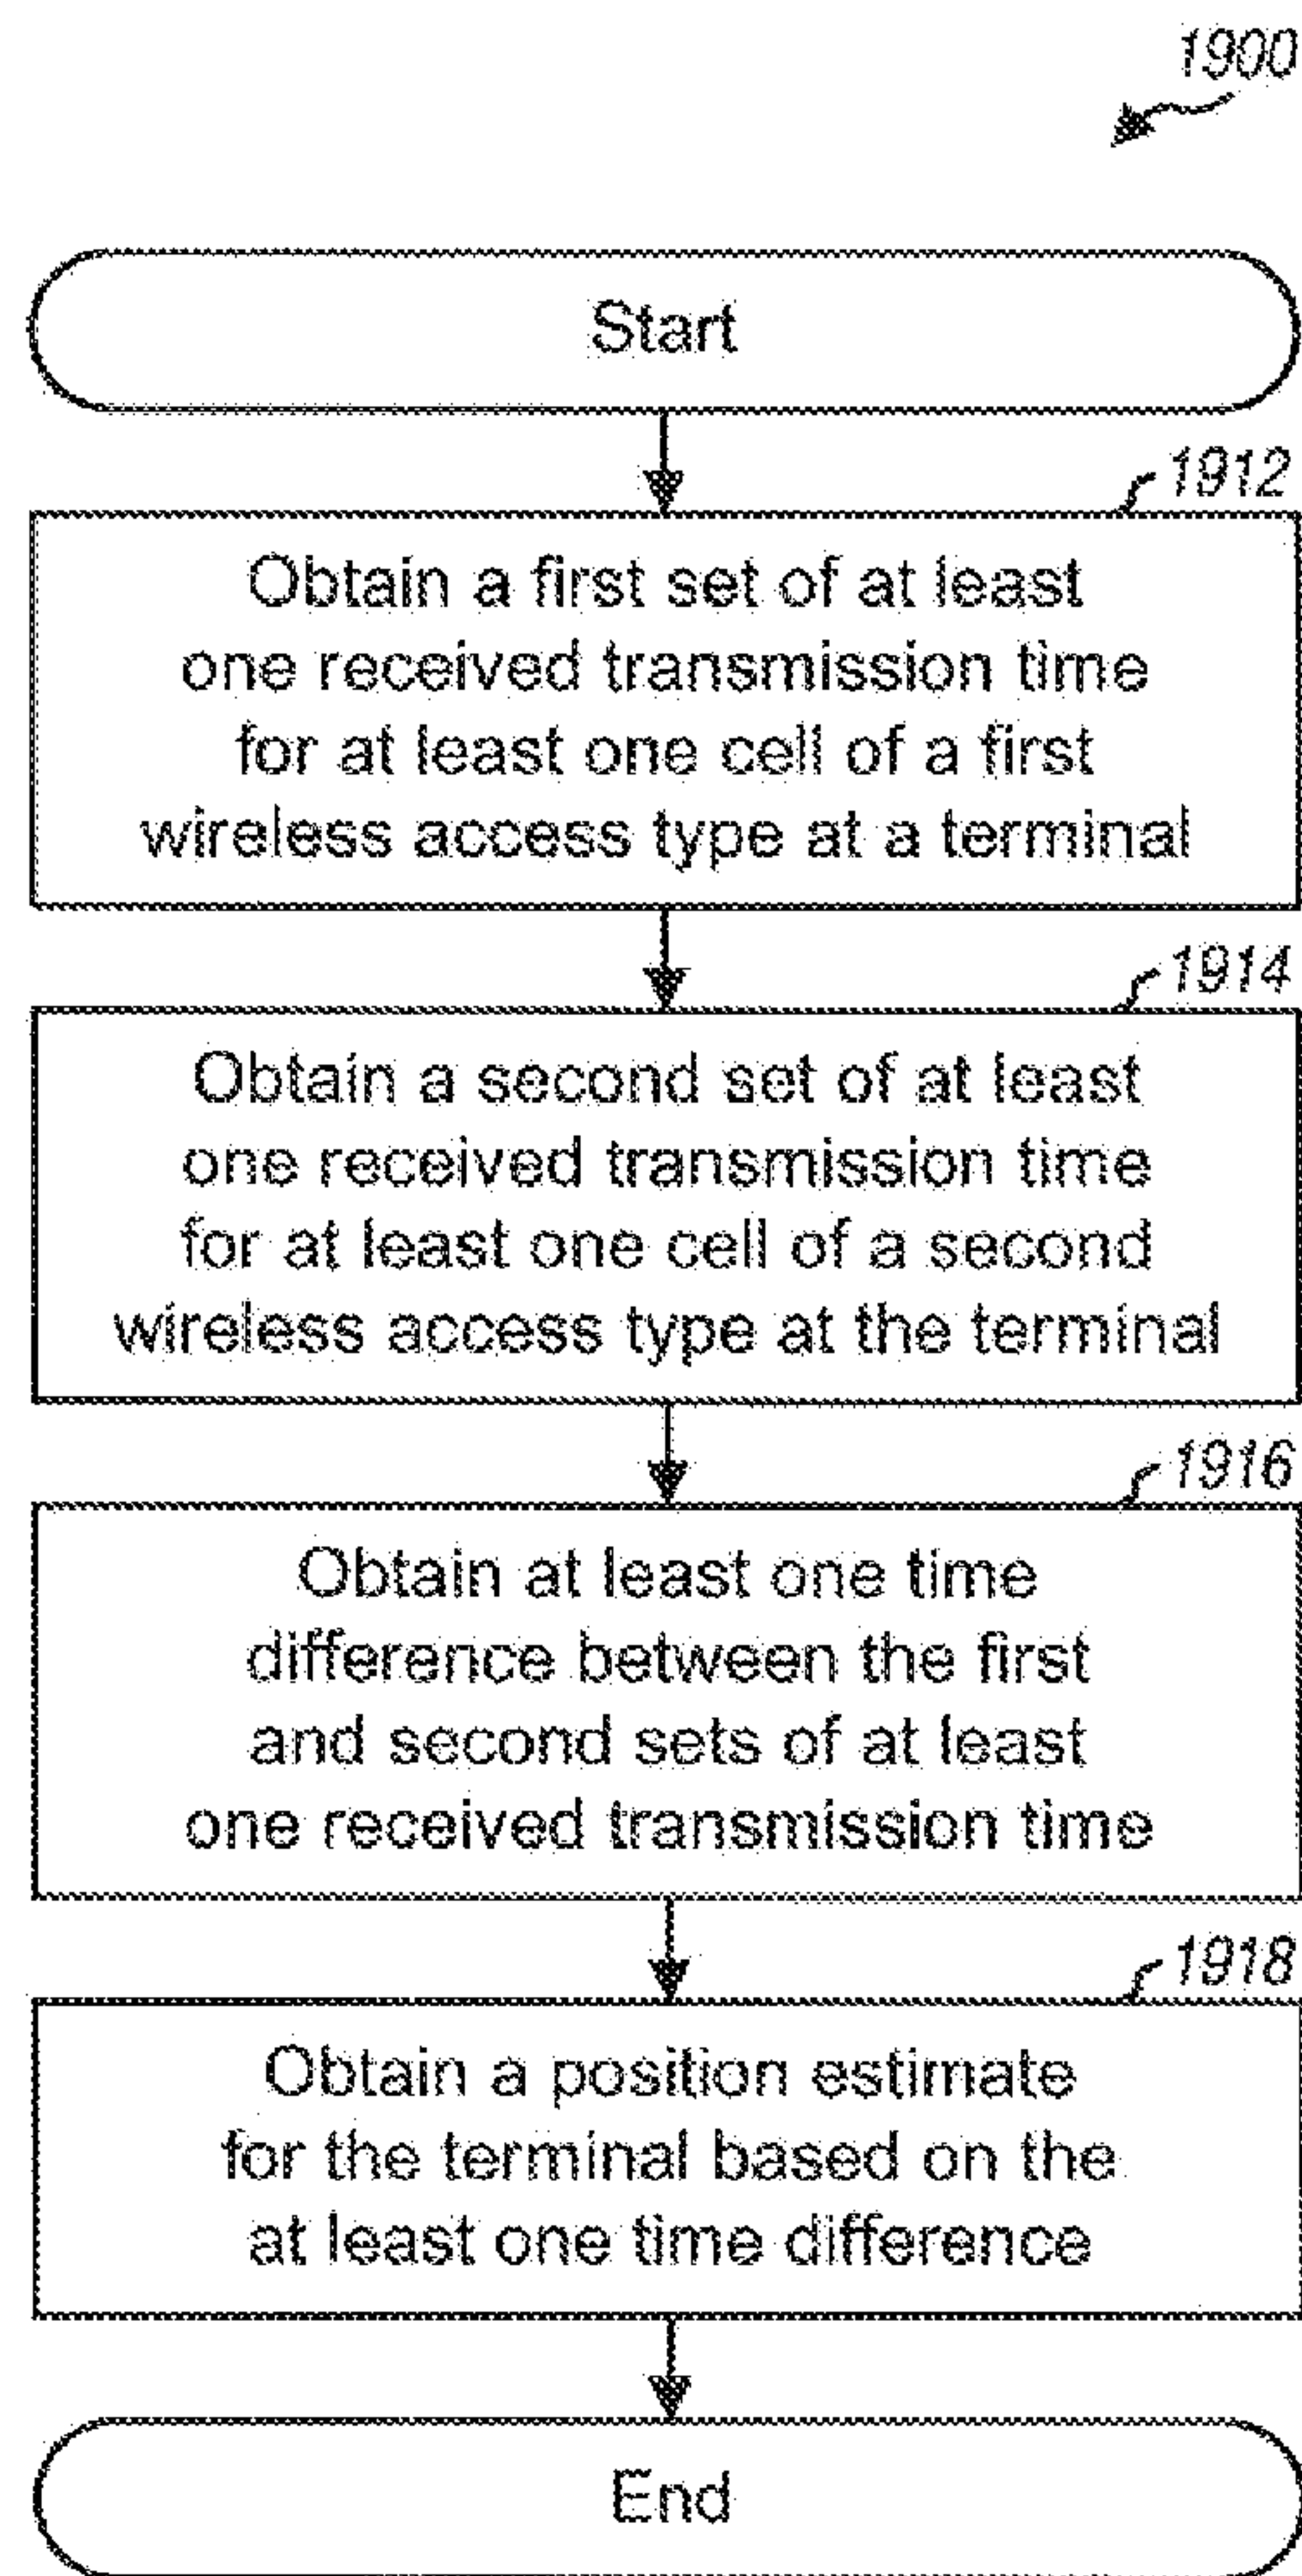 1900
Start
1912
Obtain a first set of at least
one received transmission time
for at least one cell of a first
wireless access type at a terminal
1914
Obtain a second set of at least
one received transmission time
for at least one cell of a second
wireless access type at the terminal
1916
Obtain at least one time
difference between the first
and second sets of at least
one received transmission time
1918
Obtain a position estimate
for the terminal based on the
at least one time difference
End